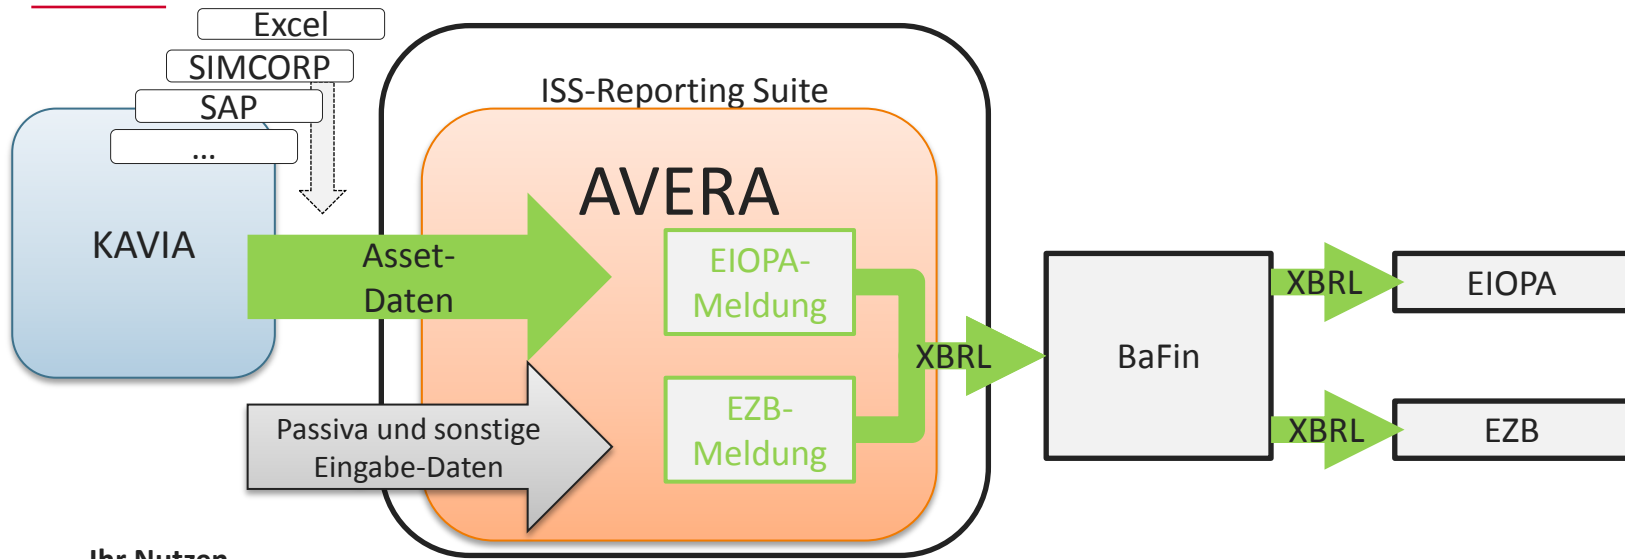 Excel
SIMCORP
SAP
...
ISS-Reporting Suite
AVERA
KAVIA
Asset-
Daten
EIOPA-
Meldung
EZB-
Meldung
Passiva und sonstige
Eingabe-Daten
XBRL
BaFin
XBRL
EIOPA
XBRL
EZB
Ihr Nutzen